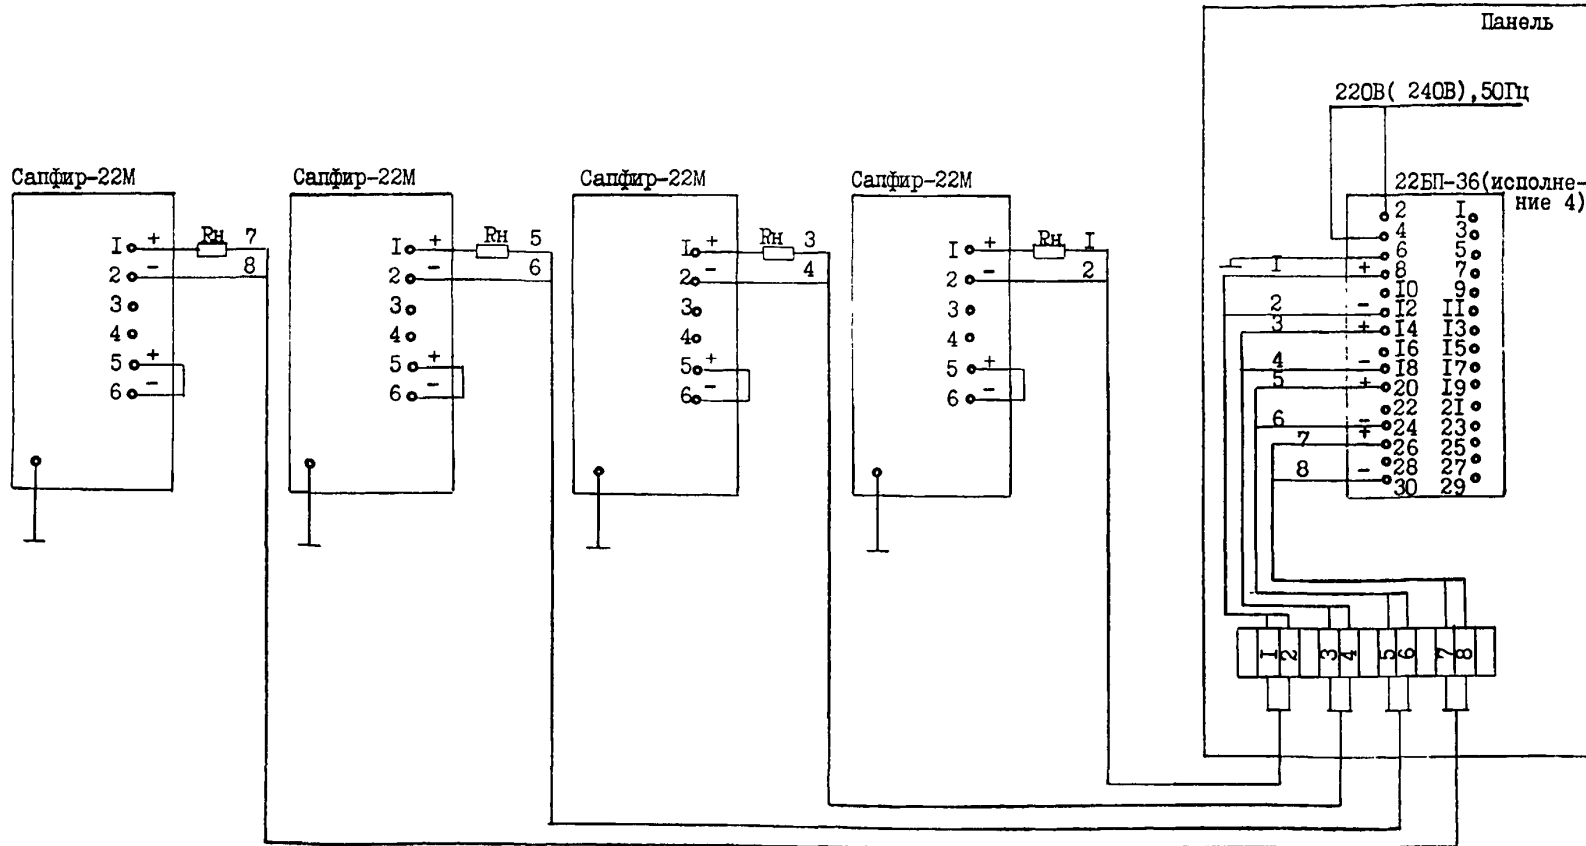 Панель
220В( 240В),50Гц
Сапфир-22М
I +
Rн
7
2 -
8
3
4
5 +
6 -
Сапфир-22М
I +
Rн
5
2 -
6
3
4
5 +
6 -
Сапфир-22М
I +
Rн
3
2 -
4
3
4
5 +
6 -
Сапфир-22М
I +
Rн
I
2 -
2
3
4
5 +
6 -
22БП-36(исполне-
ние 4)
2 I
4 3
6 5
I + 8 7
I0 9
2 - I2 II
3 + I4 I3
I6 I5
4 - I8 I7
5 + 20 I9
22 2I
6 - 24 23
7 + 26 25
28 27
8 - 30 29
I 2 3 4 5 6 7 8